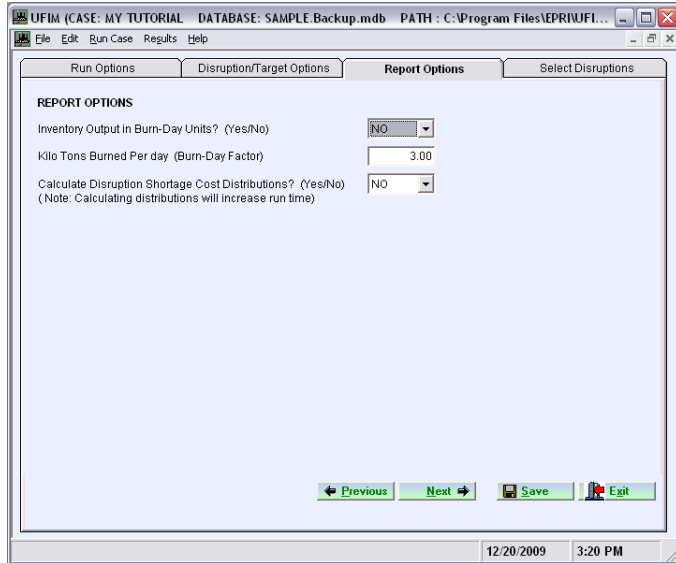 UFIM (CASE: MY TUTORIAL DATABASE: SAMPLE.Backup.mdb PATH : C:\Program Files\EPRI\UFI...
File Edit Run Case Results Help
Run Options Disruption/Target Options Report Options Select Disruptions
REPORT OPTIONS
Inventory Output in Burn-Day Units? (Yes/No) NO
Kilo Tons Burned Per day (Burn-Day Factor) 3.00
Calculate Disruption Shortage Cost Distributions? (Yes/No) NO
( Note: Calculating distributions will increase run time)
Previous Next Save Exit
12/20/2009 3:20 PM